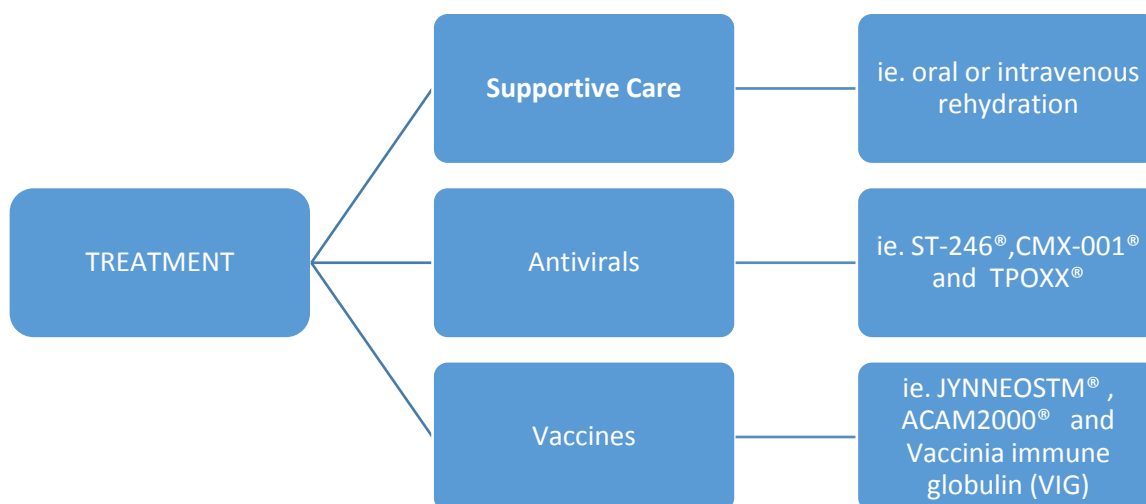 Supportive Care
ie. oral or intravenous
rehydration
TREATMENT
Antivirals
ie. ST-246®,CMX-001®
and TPOXX®
Vaccines
ie. JYNNEOSTM® ,
ACAM2000® and
Vaccinia immune
globulin (VIG)